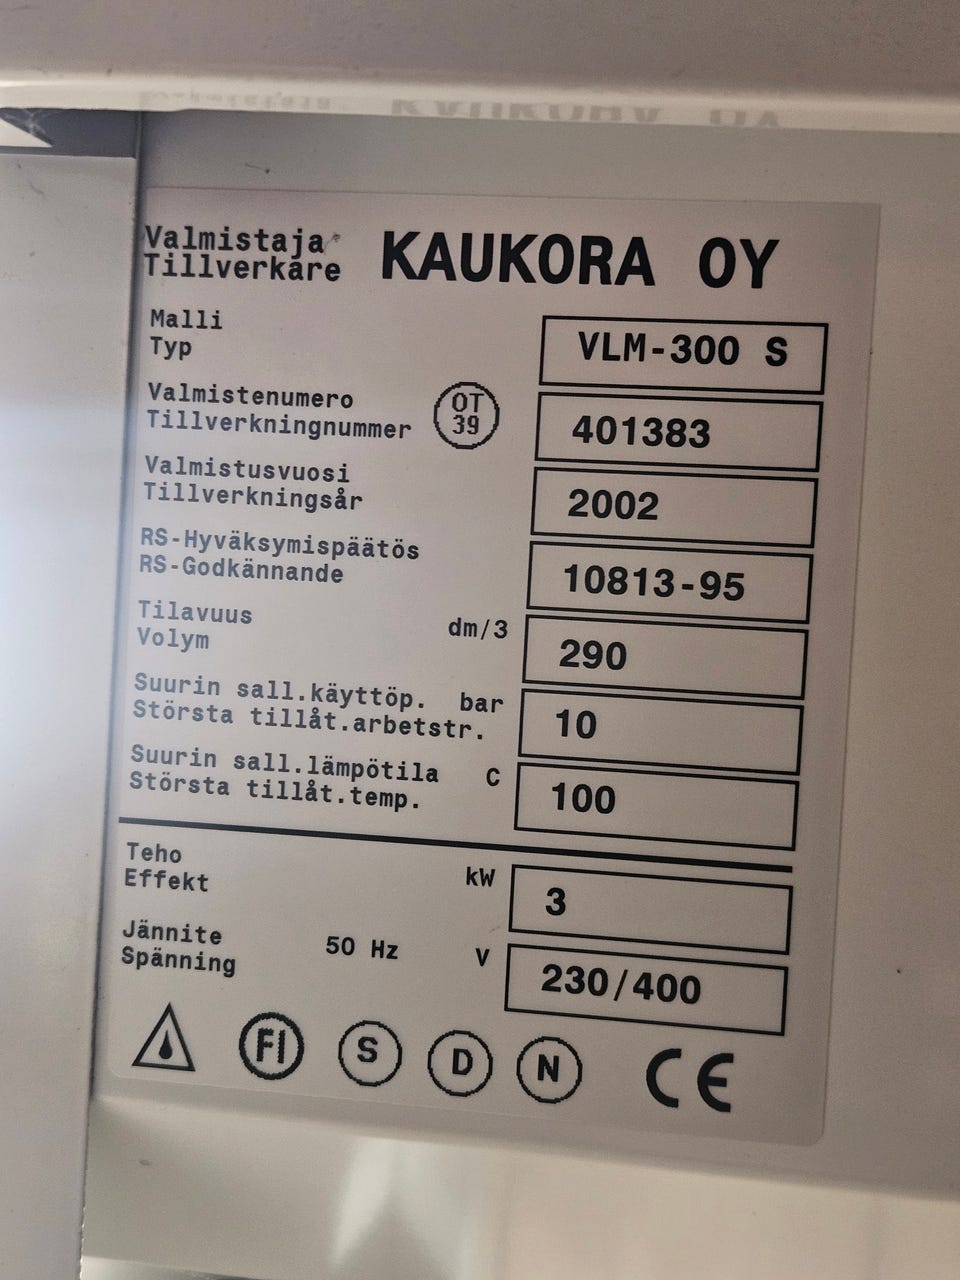 Valmistaja
Tillverkare KAUKORA OY
Malli
Typ VLM-300 S
Valmistenumero
Tillverkningnummer OT 39 401383
Valmistusvuosi
Tillverkningsår 2002
RS-Hyväksymispäätös
RS-Godkännande 10813-95
Tilavuus
Volym dm/3 290
Suurin sall.käyttöp. bar
Största tillåt.arbetstr. 10
Suurin sall.lämpötila C
Största tillåt.temp. 100
Teho
Effekt kW 3
Jännite
Spänning 50 Hz V 230/400
FI S D N CE